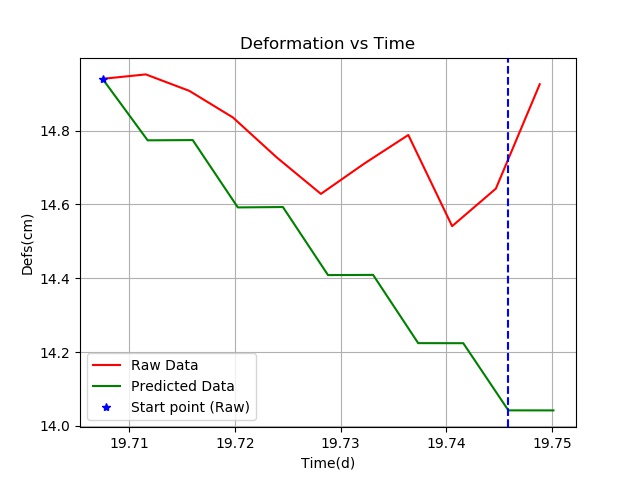 Deformation vs Time
Defs(cm)
14.8
14.6
14.4
14.2
14.0
Raw Data
Predicted Data
Start point (Raw)
19.71 19.72 19.73 19.74 19.75
Time(d)